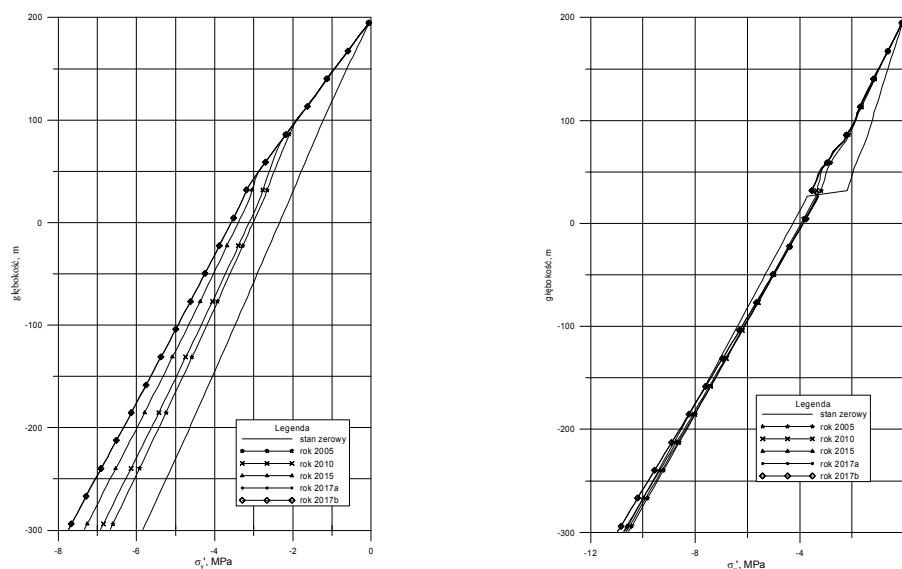 200
100
0
-100
-200
-300
głębokość, m
-8
-6
-4
-2
0
σy', MPa
Legenda
stan zerowy
rok 2005
rok 2010
rok 2015
rok 2017a
rok 2017b
200
100
0
-100
-200
-300
głębokość, m
-12
-8
-4
MPa
Legenda
stan zerowy
rok 2005
rok 2010
rok 2015
rok 2017a
rok 2017b